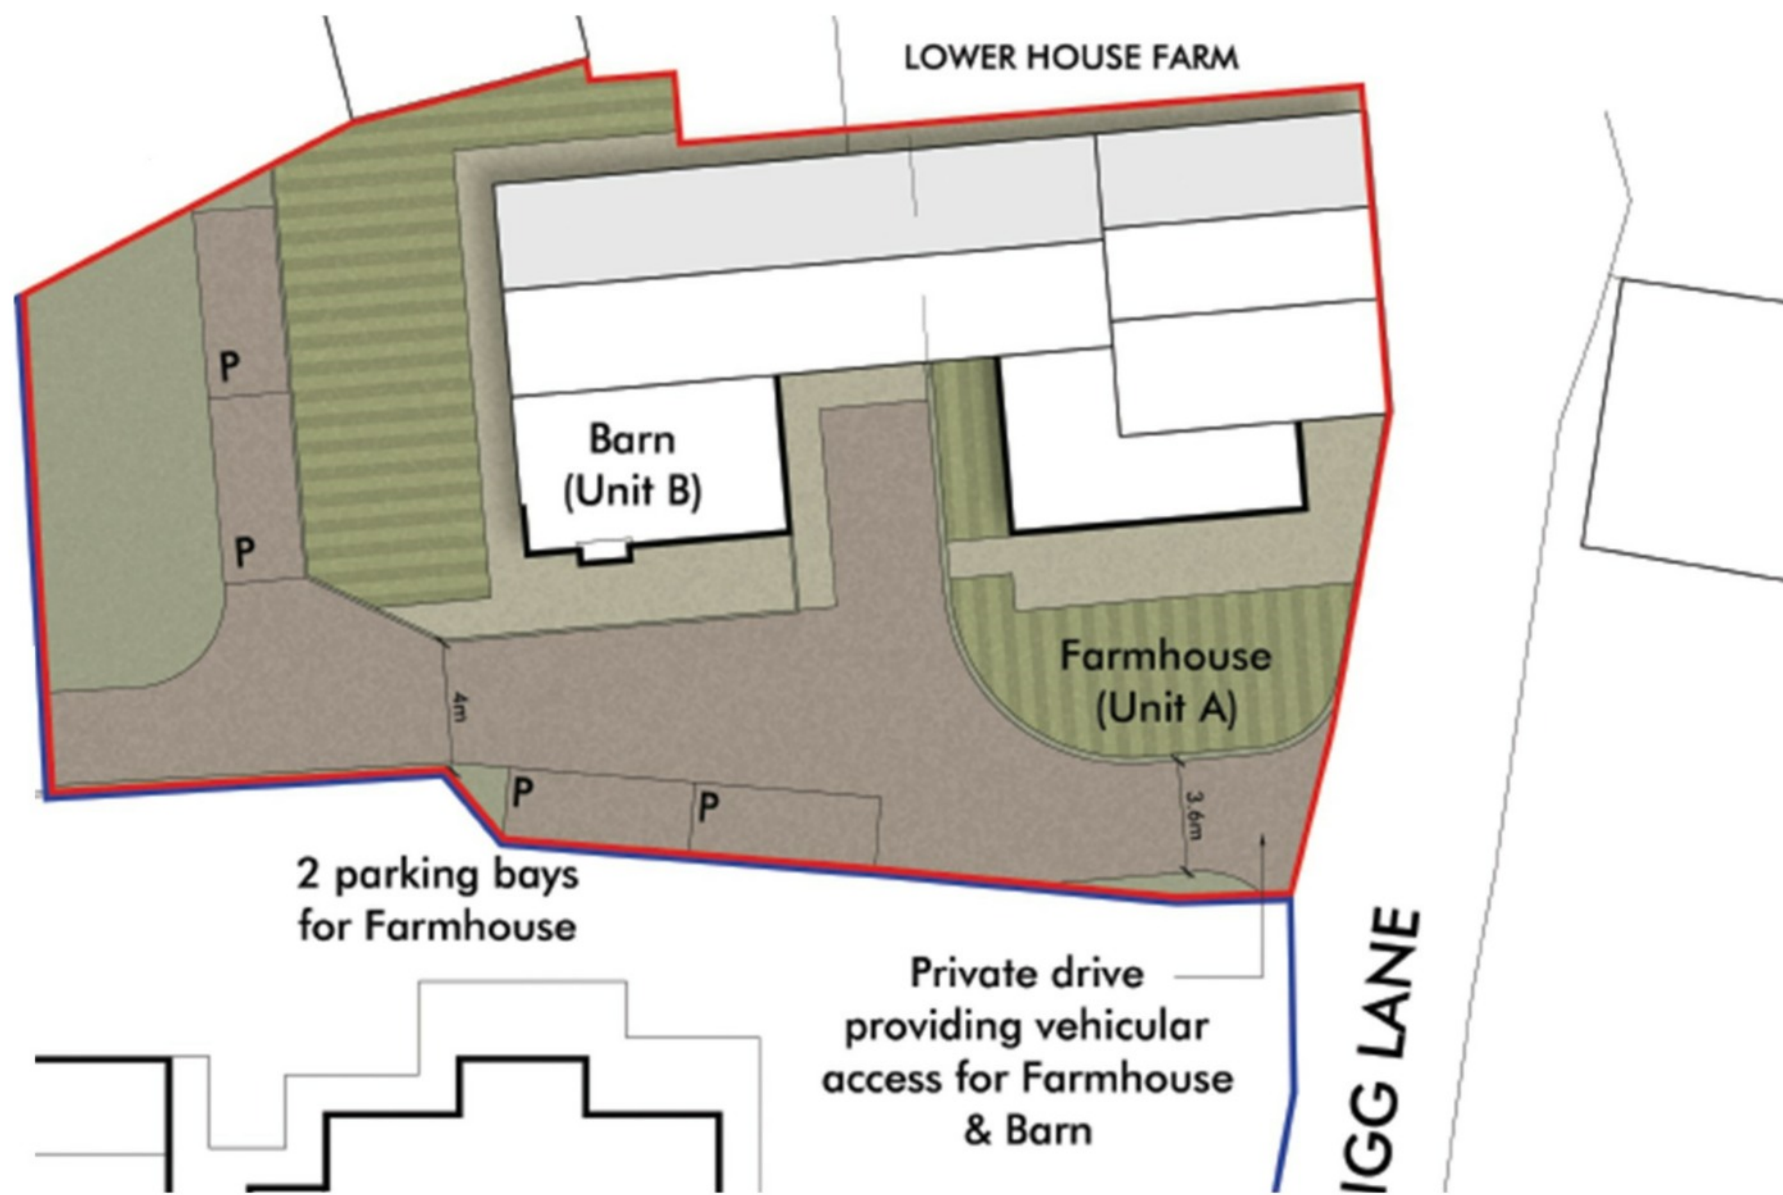 LOWER HOUSE FARM
P
P
Barn
(Unit B)
Farmhouse
(Unit A)
4m
3.6m
P
P
2 parking bays
for Farmhouse
Private drive
providing vehicular
access for Farmhouse
& Barn
IGG LANE